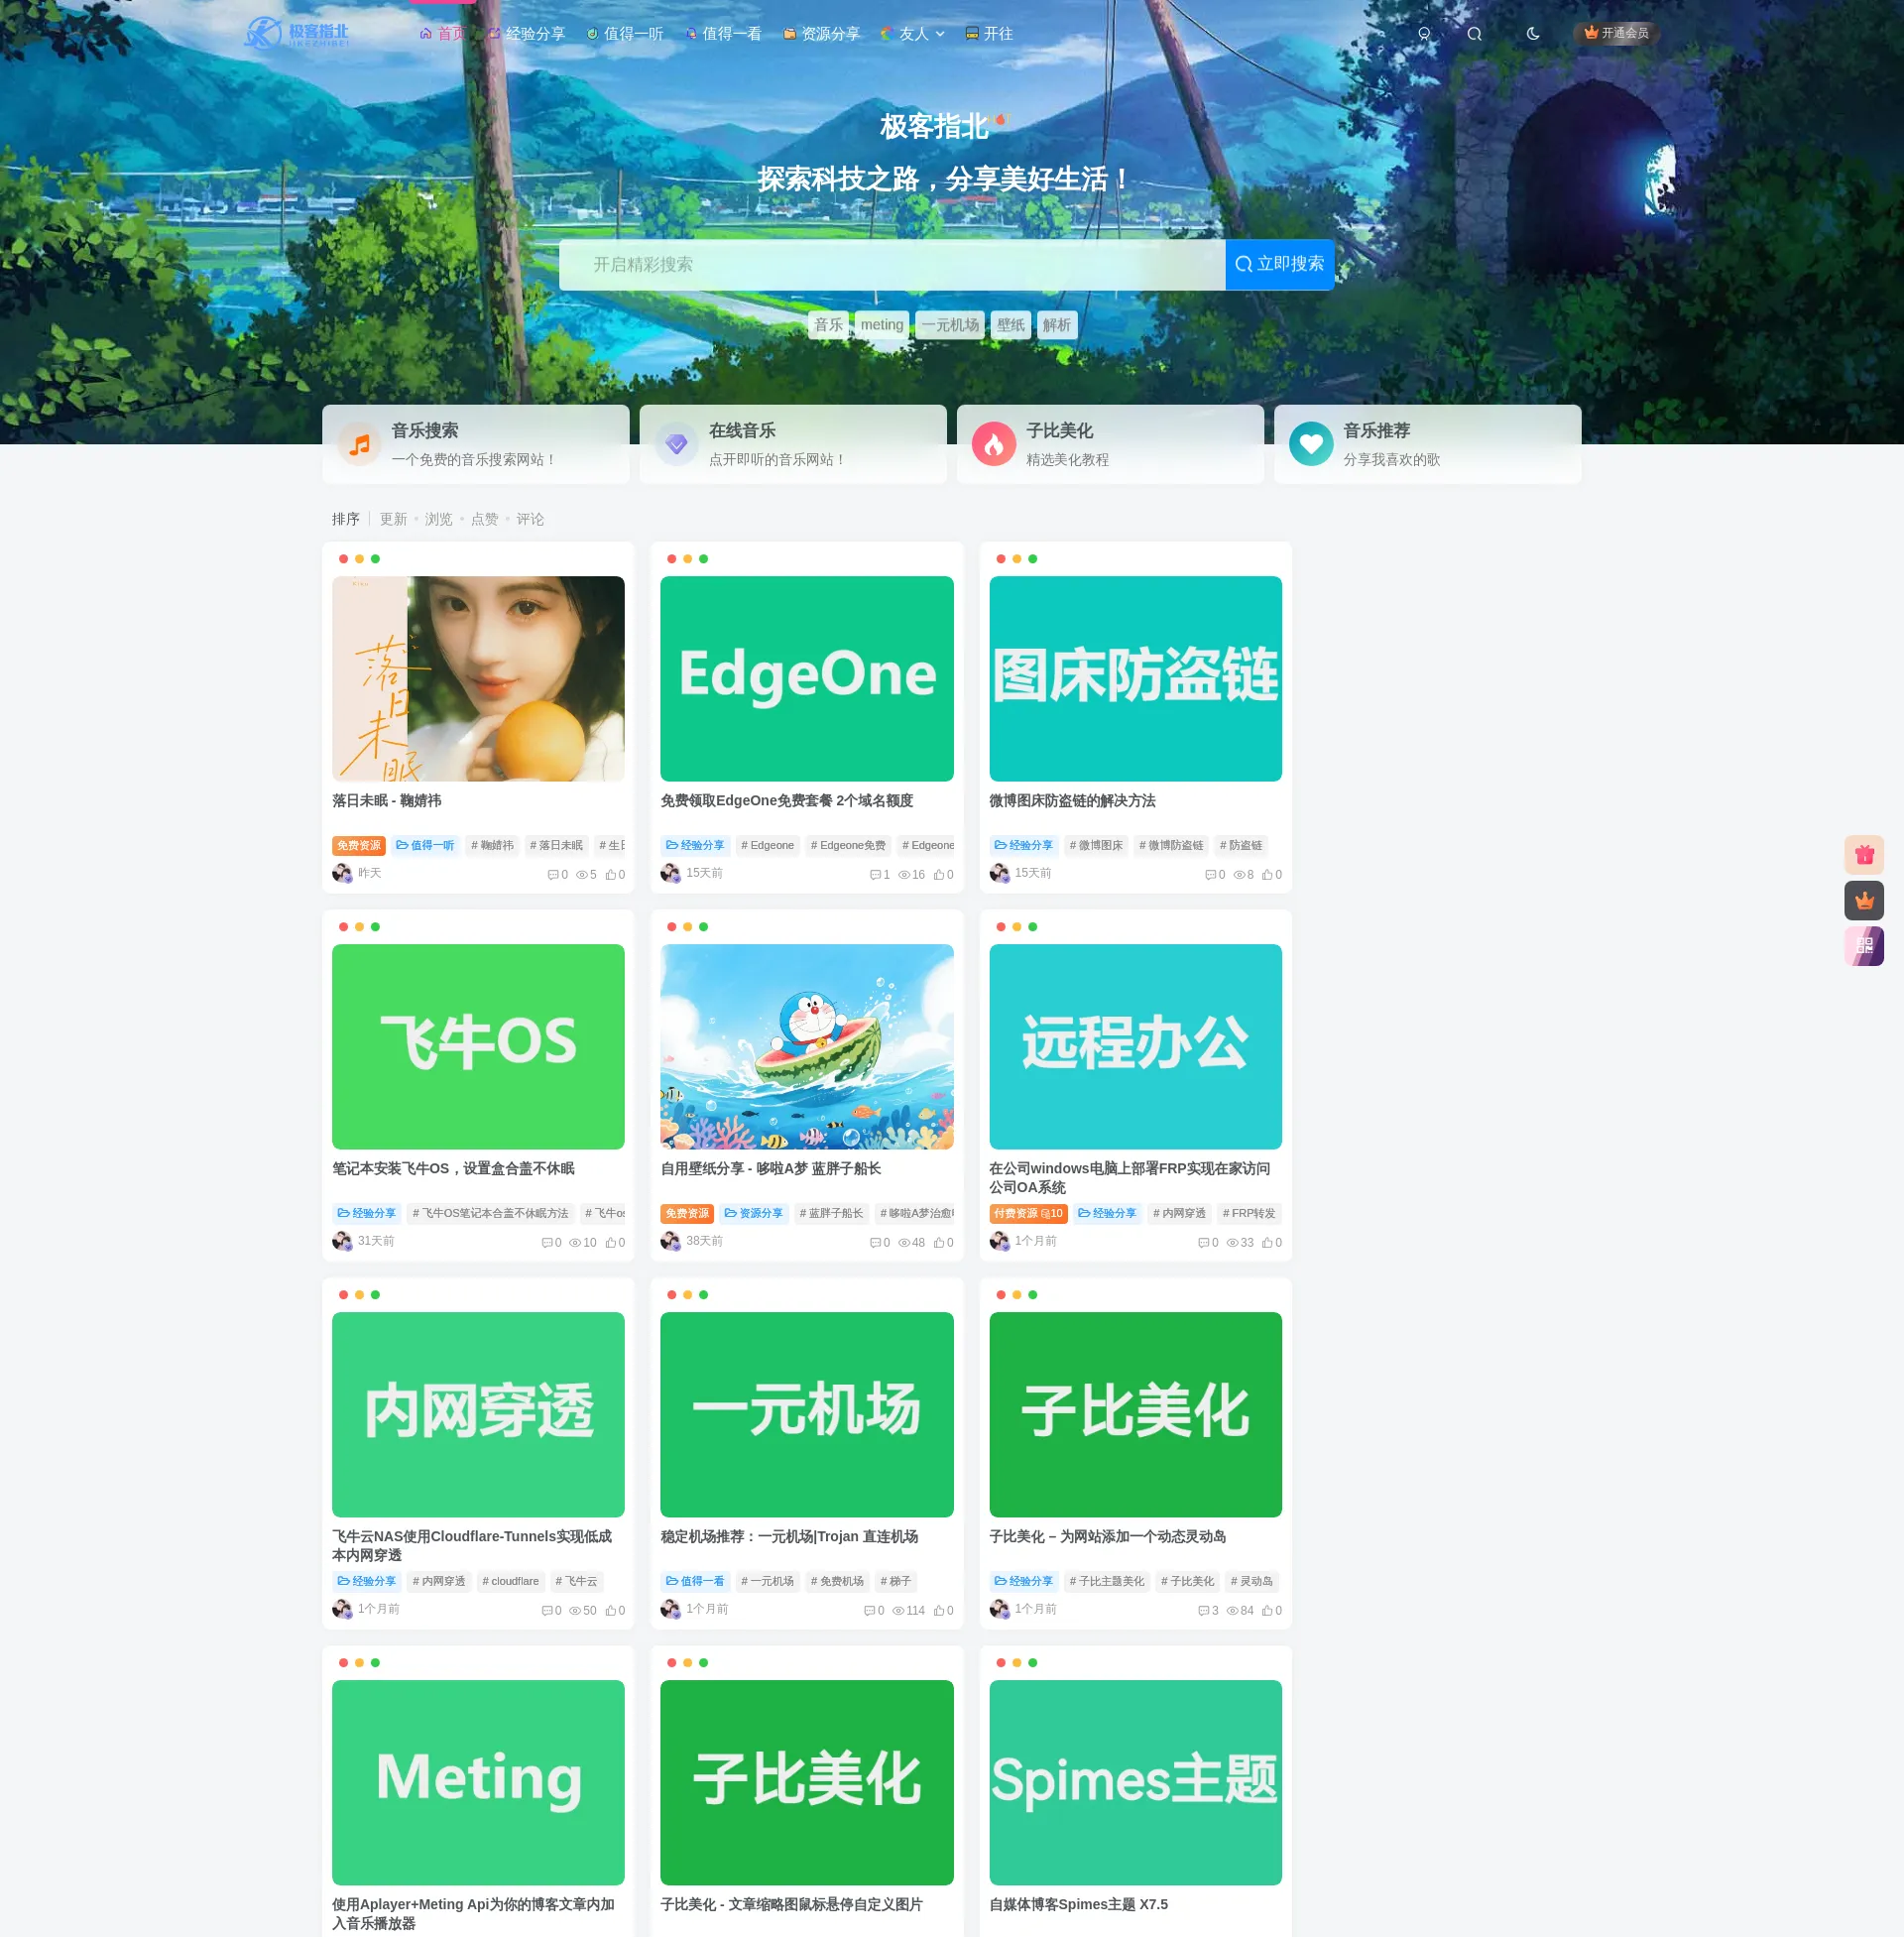 极客指北
JIKEZHIBEI
首页
经验分享
值得一听
值得一看
资源分享
友人
开往
开通会员
极客指北
探索科技之路，分享美好生活！
开启精彩搜索
立即搜索
音乐
meting
一元机场
壁纸
解析
音乐搜索
一个免费的音乐搜索网站！
在线音乐
点开即听的音乐网站！
子比美化
精选美化教程
音乐推荐
分享我喜欢的歌
排序
更新
浏览
点赞
评论
落日未眠
落日未眠 - 鞠婧祎
免费资源 值得一听 # 鞠婧祎 # 落日未眠 # 生日
昨天 0 5 0
EdgeOne
免费领取EdgeOne免费套餐 2个域名额度
经验分享 # Edgeone # Edgeone免费 # Edgeone
15天前 1 16 0
图床防盗链
微博图床防盗链的解决方法
经验分享 # 微博图床 # 微博防盗链 # 防盗链
15天前 0 8 0
飞牛OS
笔记本安装飞牛OS，设置盒合盖不休眠
经验分享 # 飞牛OS笔记本合盖不休眠方法 # 飞牛os
31天前 0 10 0
自用壁纸分享 - 哆啦A梦 蓝胖子船长
免费资源 资源分享 # 蓝胖子船长 # 哆啦A梦治愈
38天前 0 48 0
远程办公
在公司windows电脑上部署FRP实现在家访问
公司OA系统
付费资源 10 经验分享 # 内网穿透 # FRP转发
1个月前 0 33 0
内网穿透
飞牛云NAS使用Cloudflare-Tunnels实现低成
本内网穿透
经验分享 # 内网穿透 # cloudflare # 飞牛云
1个月前 0 50 0
一元机场
稳定机场推荐：一元机场|Trojan 直连机场
值得一看 # 一元机场 # 免费机场 # 梯子
1个月前 0 114 0
子比美化
子比美化 – 为网站添加一个动态灵动岛
经验分享 # 子比主题美化 # 子比美化 # 灵动岛
1个月前 3 84 0
Meting
使用Aplayer+Meting Api为你的博客文章内加
入音乐播放器
子比美化
子比美化 - 文章缩略图鼠标悬停自定义图片
Spimes主题
自媒体博客Spimes主题 X7.5